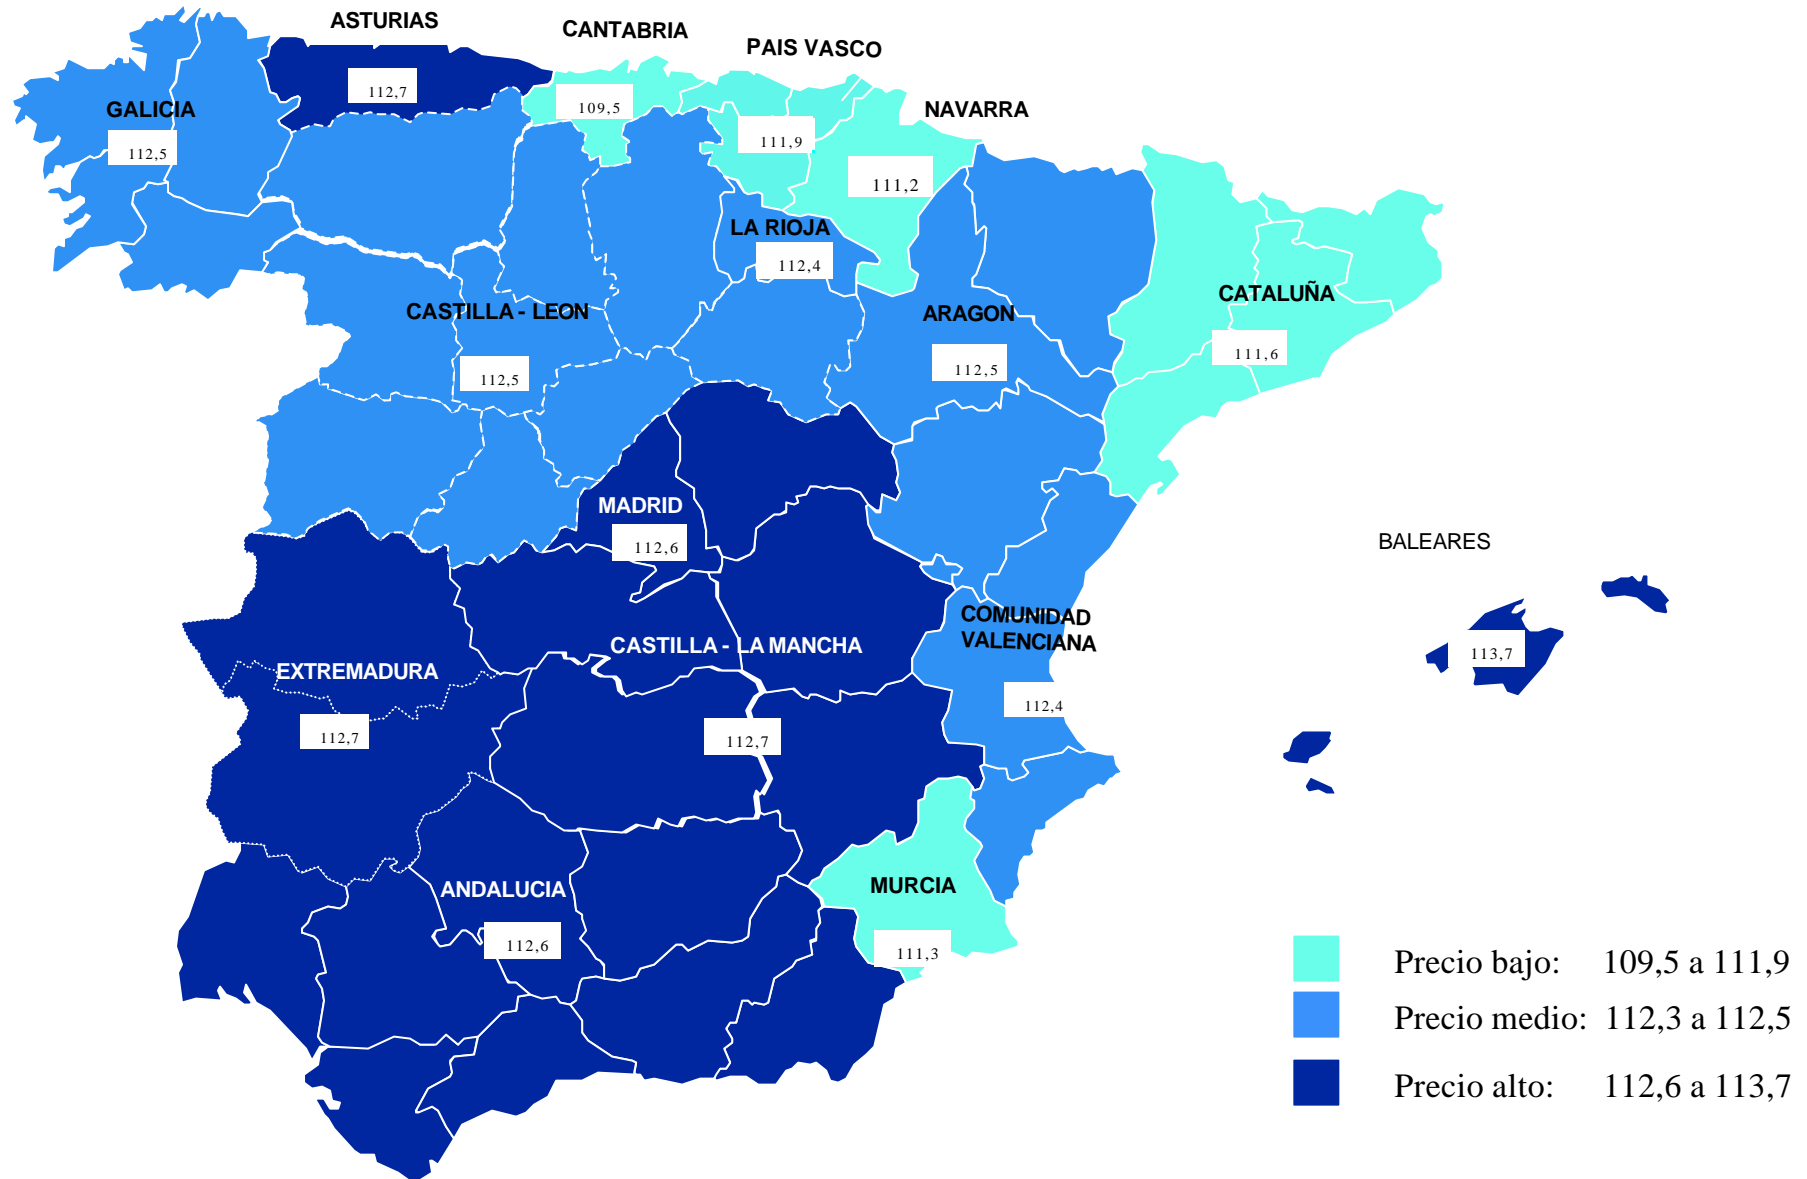 ASTURIAS
112,7
CANTABRIA
109,5
PAIS VASCO
111,9
NAVARRA
111,2
GALICIA
112,5
LA RIOJA
112,4
CASTILLA - LEON
112,5
ARAGON
112,5
CATALUÑA
111,6
MADRID
112,6
BALEARES
113,7
COMUNIDAD
VALENCIANA
112,4
CASTILLA - LA MANCHA
112,7
EXTREMADURA
112,7
ANDALUCIA
112,6
MURCIA
111,3
Precio bajo: 109,5 a 111,9
Precio medio: 112,3 a 112,5
Precio alto: 112,6 a 113,7